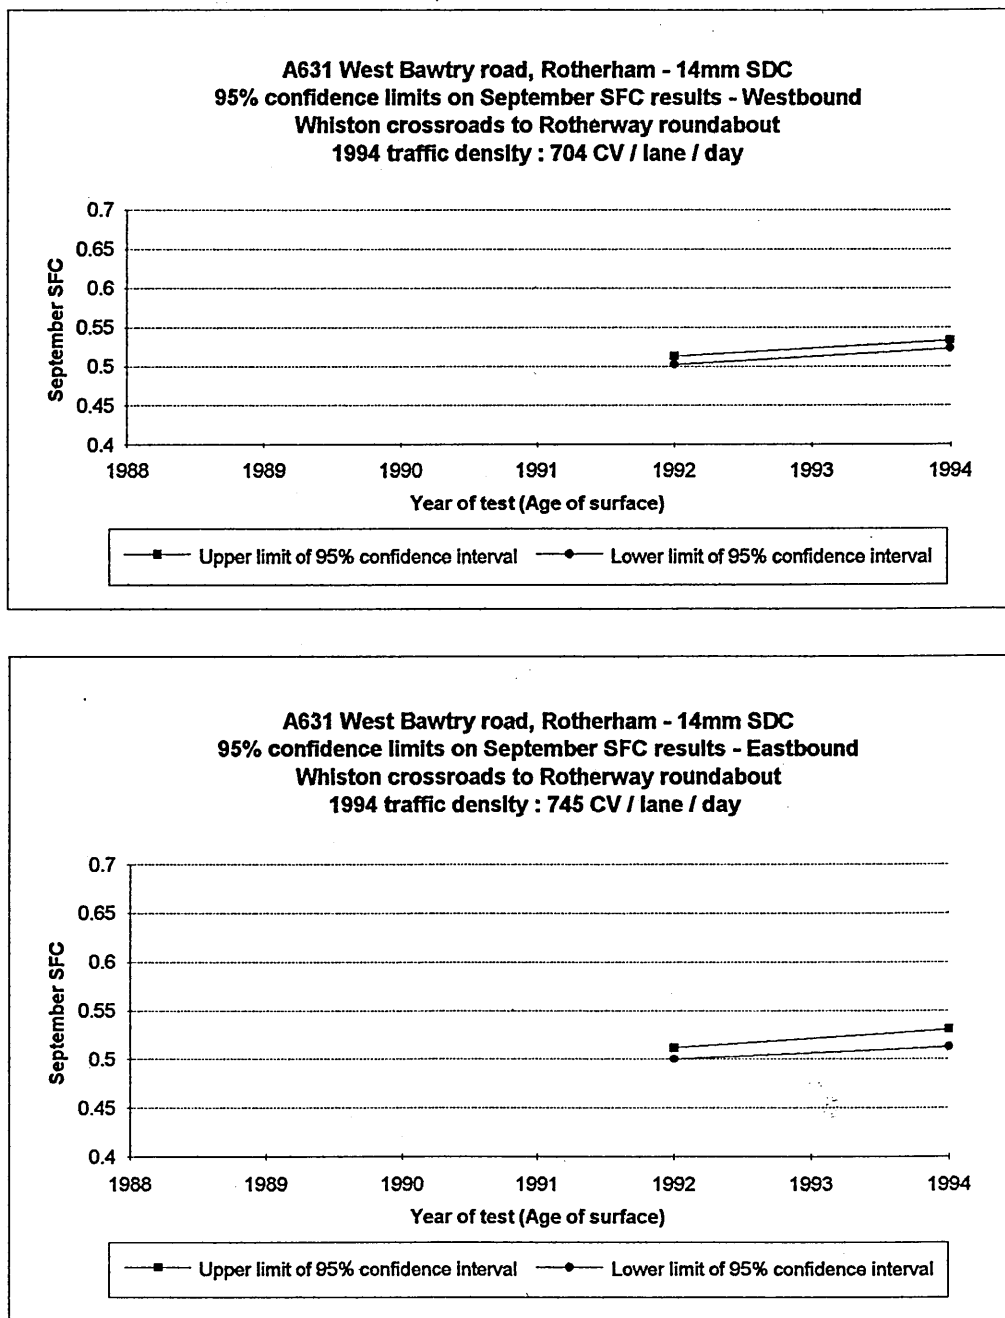 A631 West Bawtry road, Rotherham - 14mm SDC
95% confidence limits on September SFC results - Westbound
Whiston crossroads to Rotherway roundabout
1994 traffic density : 704 CV / lane / day
September SFC
0.7
0.65
0.6
0.55
0.5
0.45
0.4
1988 1989 1990 1991 1992 1993 1994
Year of test (Age of surface)
Upper limit of 95% confidence interval Lower limit of 95% confidence interval
A631 West Bawtry road, Rotherham - 14mm SDC
95% confidence limits on September SFC results - Eastbound
Whiston crossroads to Rotherway roundabout
1994 traffic density : 745 CV / lane / day
September SFC
0.7
0.65
0.6
0.55
0.5
0.45
0.4
1988 1989 1990 1991 1992 1993 1994
Year of test (Age of surface)
Upper limit of 95% confidence interval Lower limit of 95% confidence interval